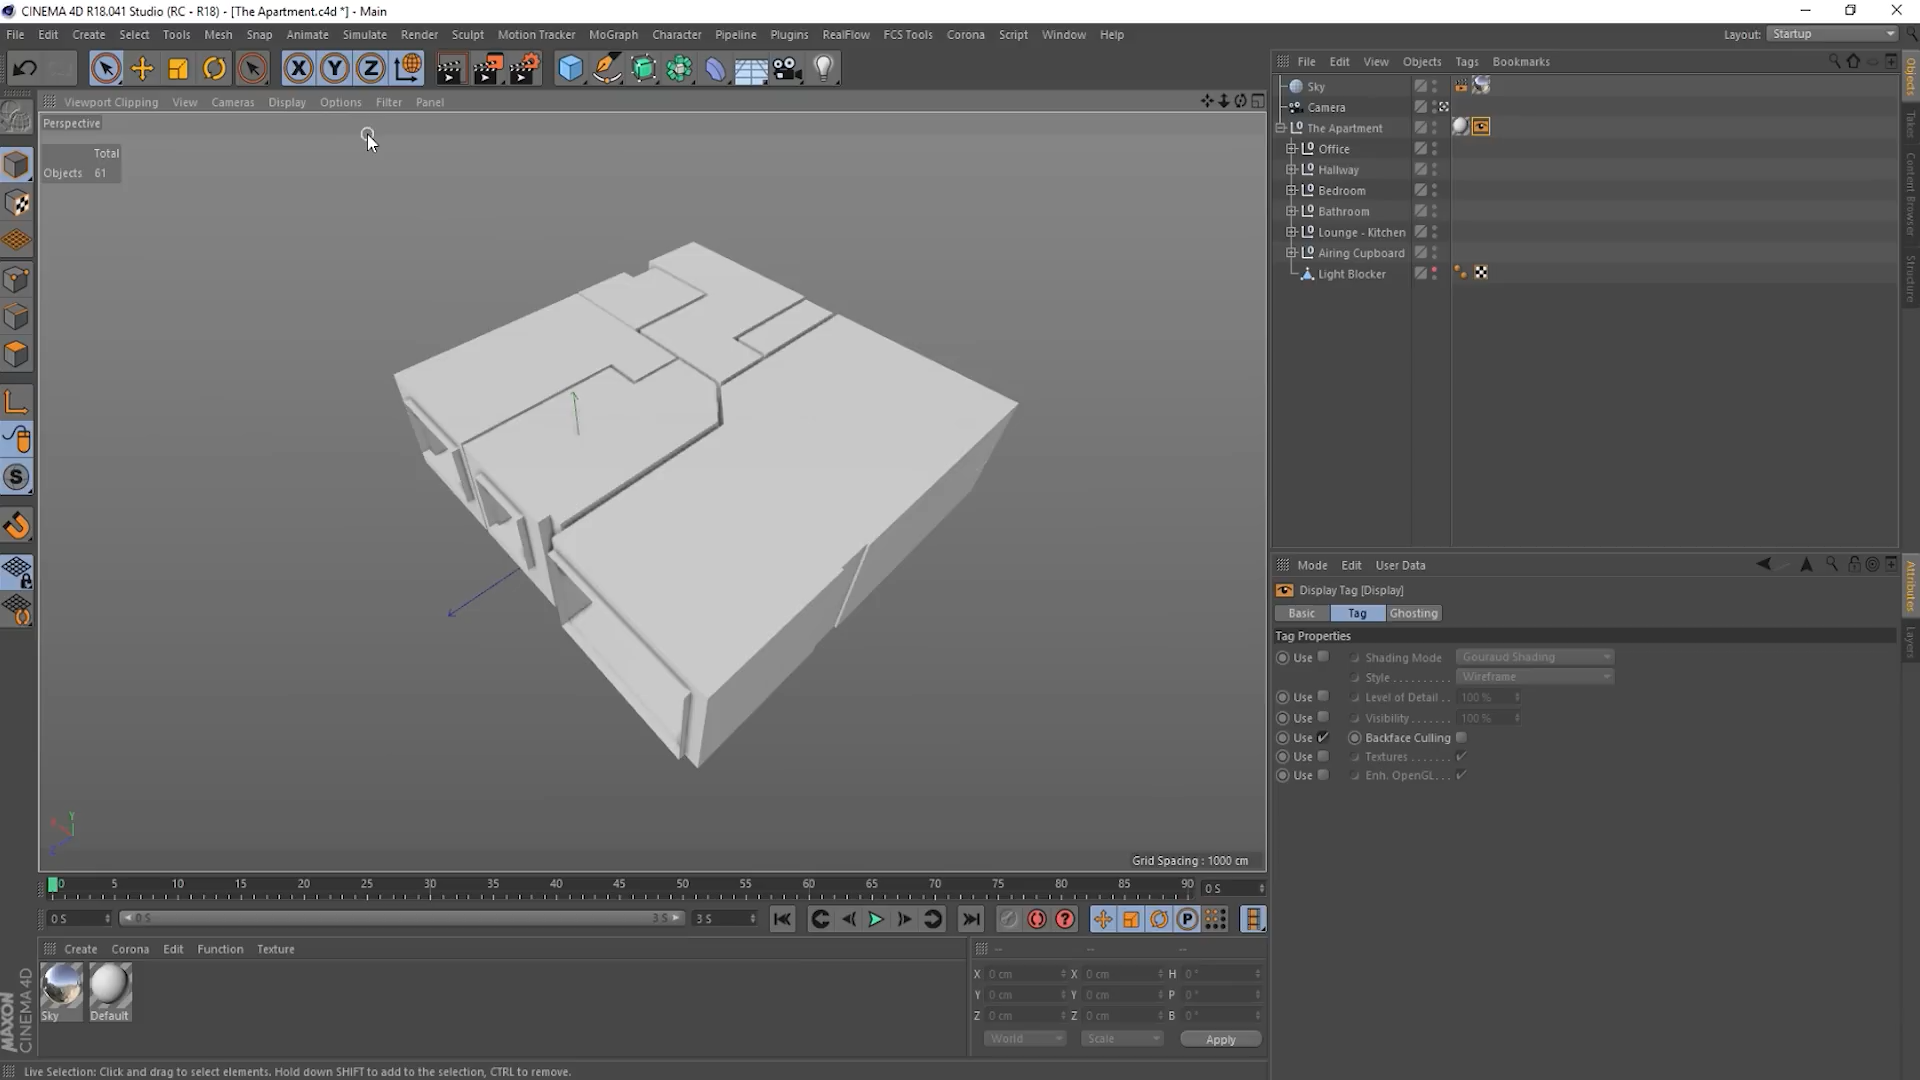 CINEMA 4D R18.041 Studio (RC - R18) - [The Apartment.c4d *] - Main
File Edit Create Select Tools Mesh Snap Animate Simulate Render Sculpt Motion Tracker MoGraph Character Pipeline Plugins RealFlow FCS Tools Corona Script Window Help Layout: Startup
X Y Z
File Edit View Objects Tags Bookmarks
Viewport Clipping View Cameras Display Options Filter Panel
Perspective
Total
Objects 61
Sky
Camera
The Apartment
Office
Hallway
Bedroom
Bathroom
Lounge - Kitchen
Airing Cupboard
Light Blocker
Objects
Takes
Content Browser
Structure
Mode Edit User Data
Display Tag [Display]
Basic Tag Ghosting
Tag Properties
Use Shading Mode Gouraud Shading
Style . . . . . . . . . . Wireframe
Use Level of Detail . . 100 %
Use Visibility . . . . . . . 100 %
Use Backface Culling
Use Textures . . . . . . .
Use Enh. OpenGL. . .
Attributes
Layers
S
Y
Grid Spacing : 1000 cm
0 5 10 15 20 25 30 35 40 45 50 55 60 65 70 75 80 85 90 0 S
0 S 0 S 3 S 3 S
P
Create Corona Edit Function Texture
Sky Default
-- -- --
X 0 cm X 0 cm H 0 °
Y 0 cm Y 0 cm P 0 °
Z 0 cm Z 0 cm B 0 °
World Scale Apply
MAXON
CINEMA 4D
Live Selection: Click and drag to select elements. Hold down SHIFT to add to the selection, CTRL to remove.